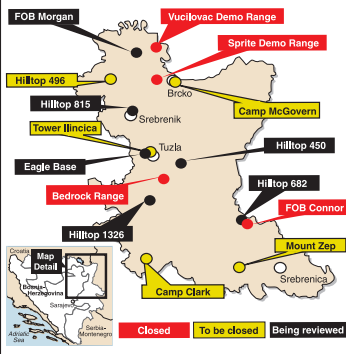 FOB Morgan
Vucilovac Demo Range
Sprite Demo Range
Hilltop 496
Brcko
Camp McGovern
Hilltop 815
Srebrenik
Tower Ilincica
Tuzla
Hilltop 450
Eagle Base
Hilltop 682
Bedrock Range
FOB Connor
Hilltop 1326
Mount Zep
Srebrenica
Camp Clark
Croatia
Map
Detail
Bosnia-
Herzegovina
Sarajevo
Adriatic
Sea
Serbia-
Montenegro
Closed
To be closed
Being reviewed